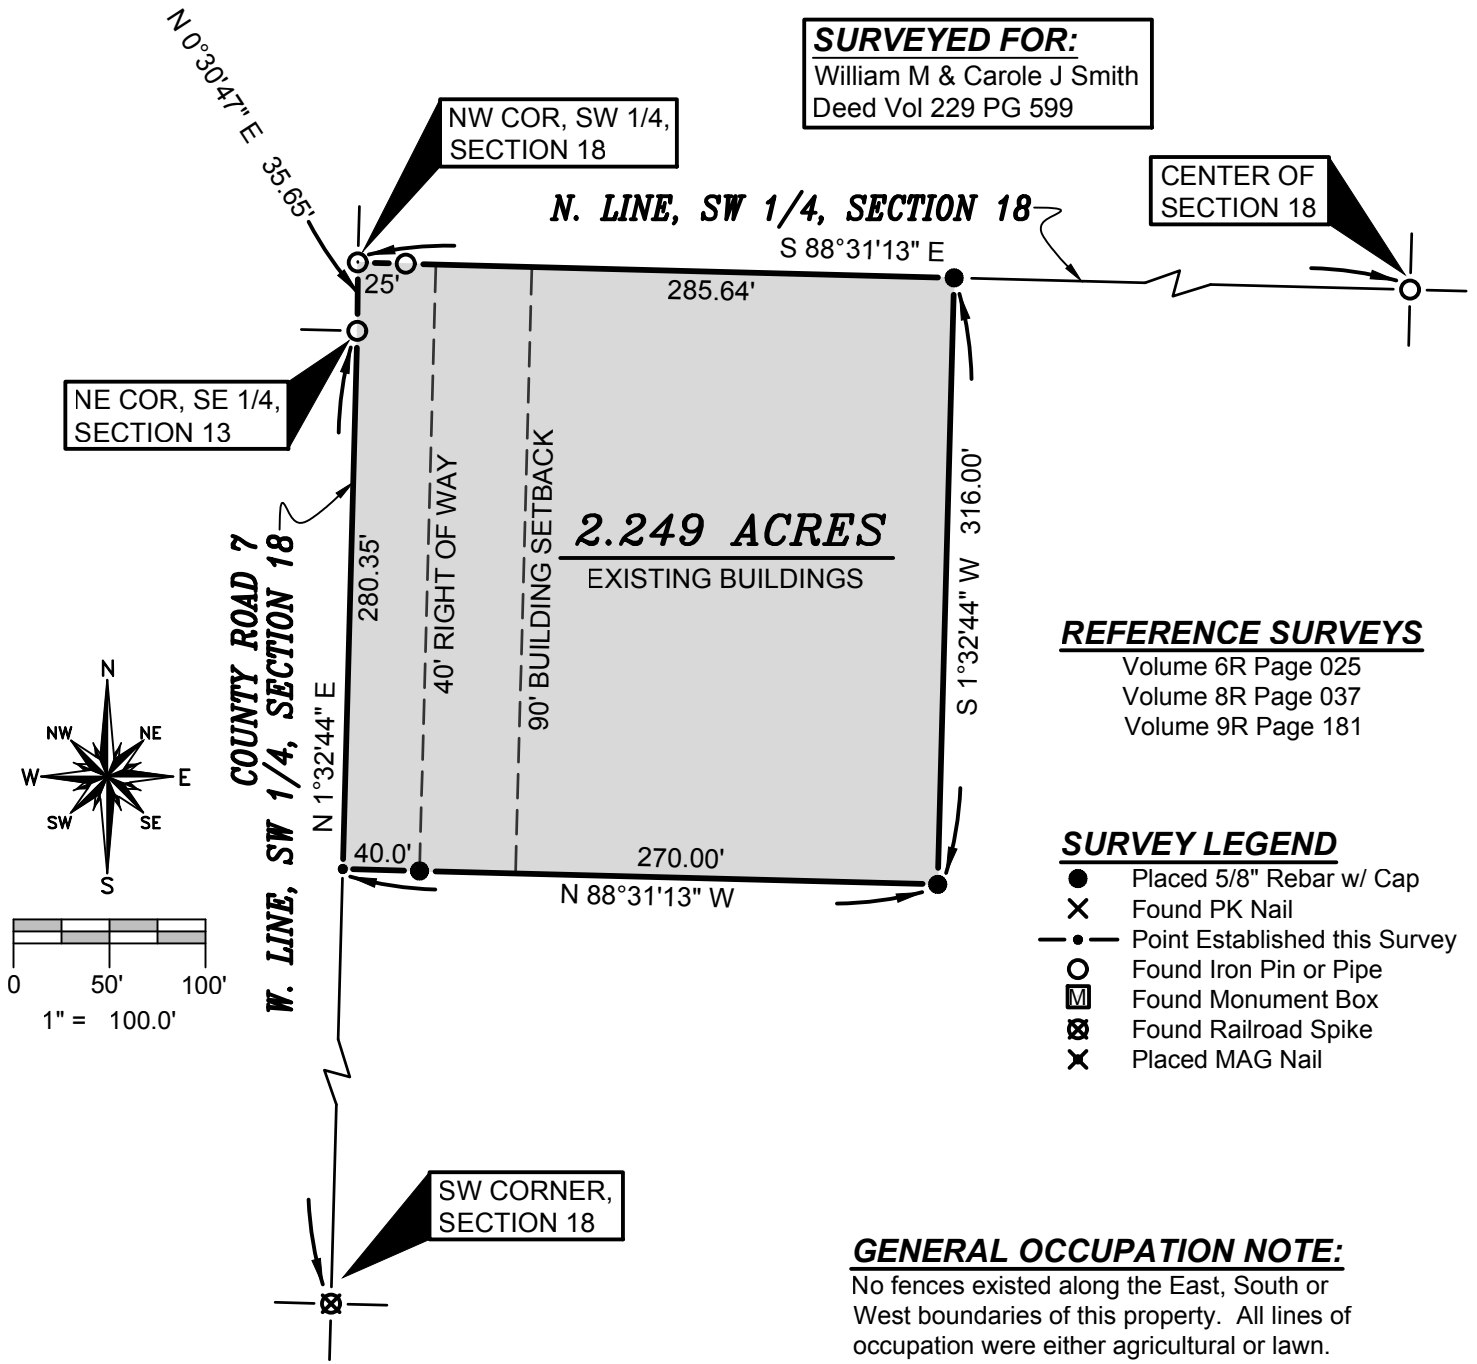 SURVEYED FOR:
William M & Carole J Smith
Deed Vol 229 PG 599
N 0°30'47" E 35.65'
NW COR, SW 1/4,
SECTION 18
CENTER OF
SECTION 18
N. LINE, SW 1/4, SECTION 18
S 88°31'13" E
25'
285.64'
NE COR, SE 1/4,
SECTION 13
COUNTY ROAD 7
W. LINE, SW 1/4, SECTION 18
N 1°32'44" E
280.35'
40' RIGHT OF WAY
90' BUILDING SETBACK
2.249 ACRES
EXISTING BUILDINGS
S 1°32'44" W 316.00'
REFERENCE SURVEYS
Volume 6R Page 025
Volume 8R Page 037
Volume 9R Page 181
N
NW NE
W E
SW SE
S
40.0'
270.00'
N 88°31'13" W
0 50' 100'
1" = 100.0'
SURVEY LEGEND
Placed 5/8" Rebar w/ Cap
Found PK Nail
Point Established this Survey
Found Iron Pin or Pipe
M Found Monument Box
Found Railroad Spike
Placed MAG Nail
SW CORNER,
SECTION 18
GENERAL OCCUPATION NOTE:
No fences existed along the East, South or
West boundaries of this property. All lines of
occupation were either agricultural or lawn.